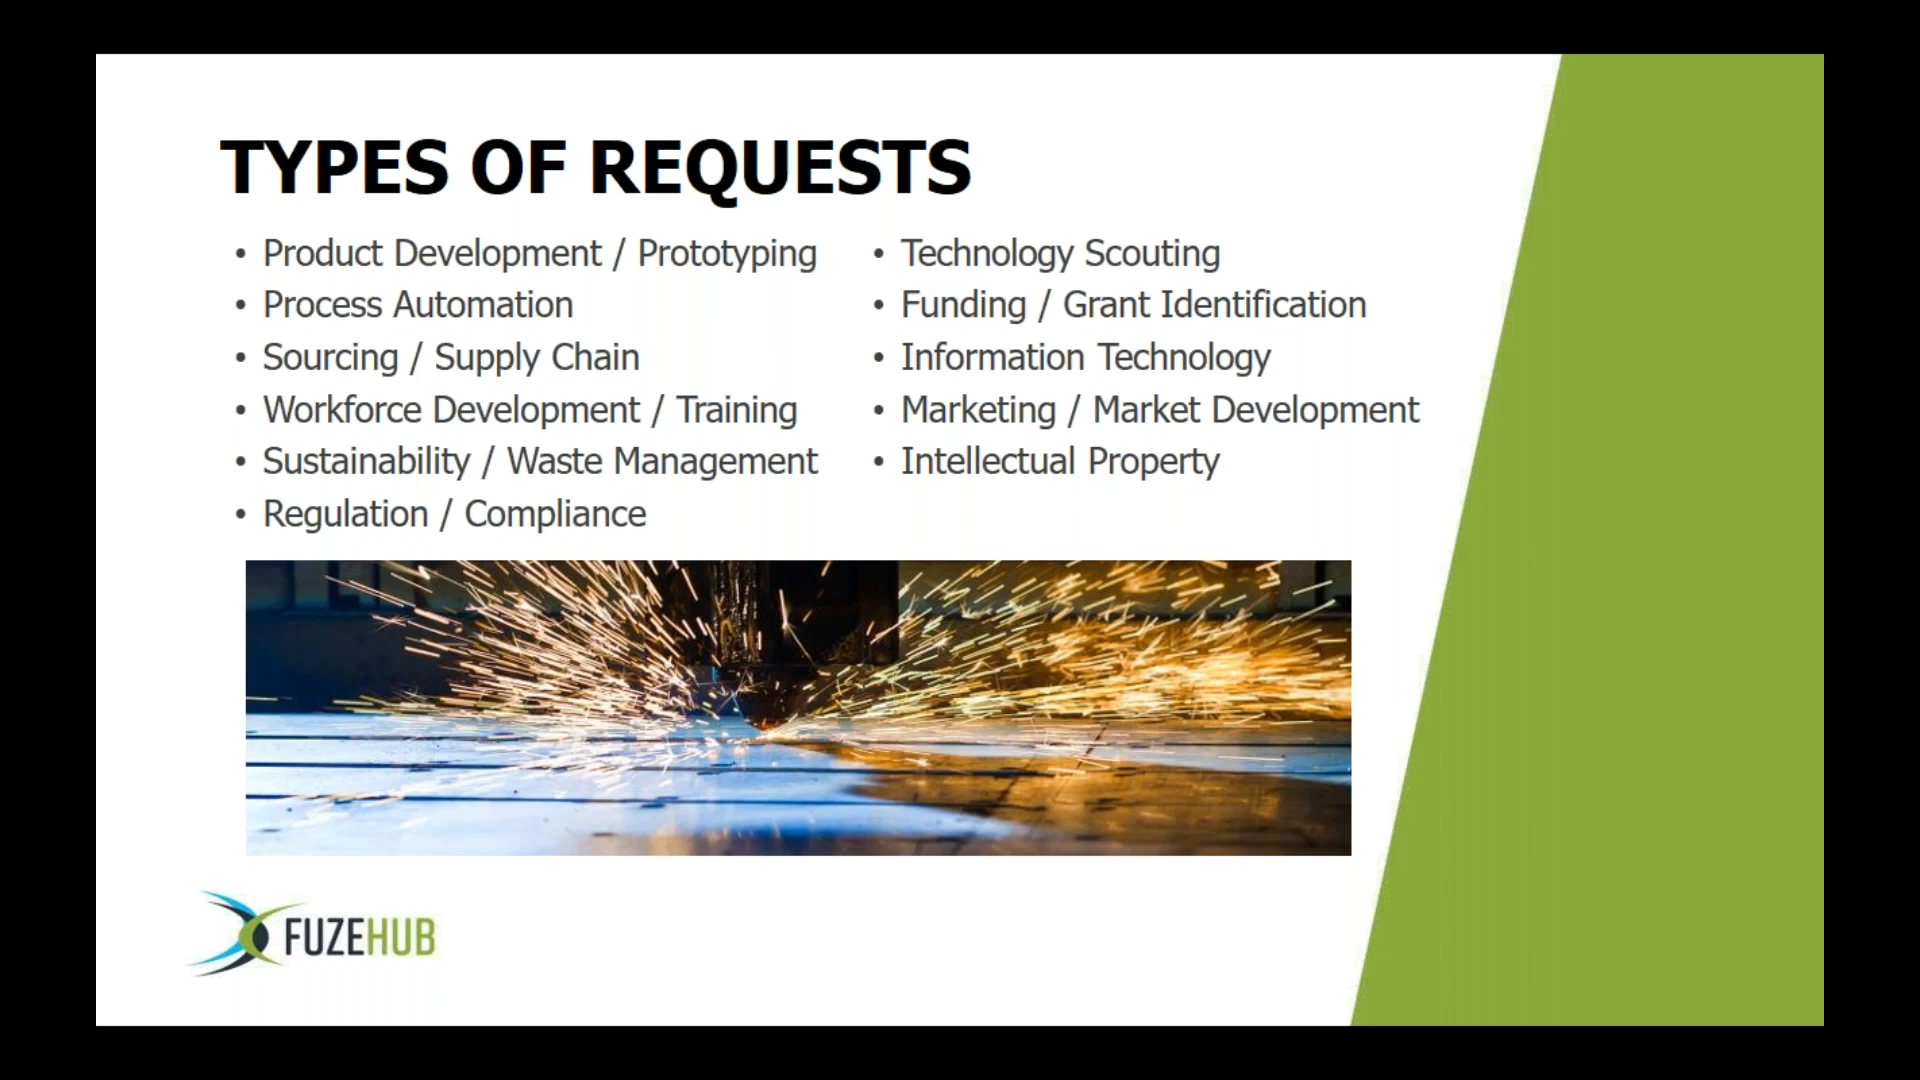 TYPES OF REQUESTS
• Product Development / Prototyping
• Process Automation
• Sourcing / Supply Chain
• Workforce Development / Training
• Sustainability / Waste Management
• Regulation / Compliance
• Technology Scouting
• Funding / Grant Identification
• Information Technology
• Marketing / Market Development
• Intellectual Property
FUZEHUB